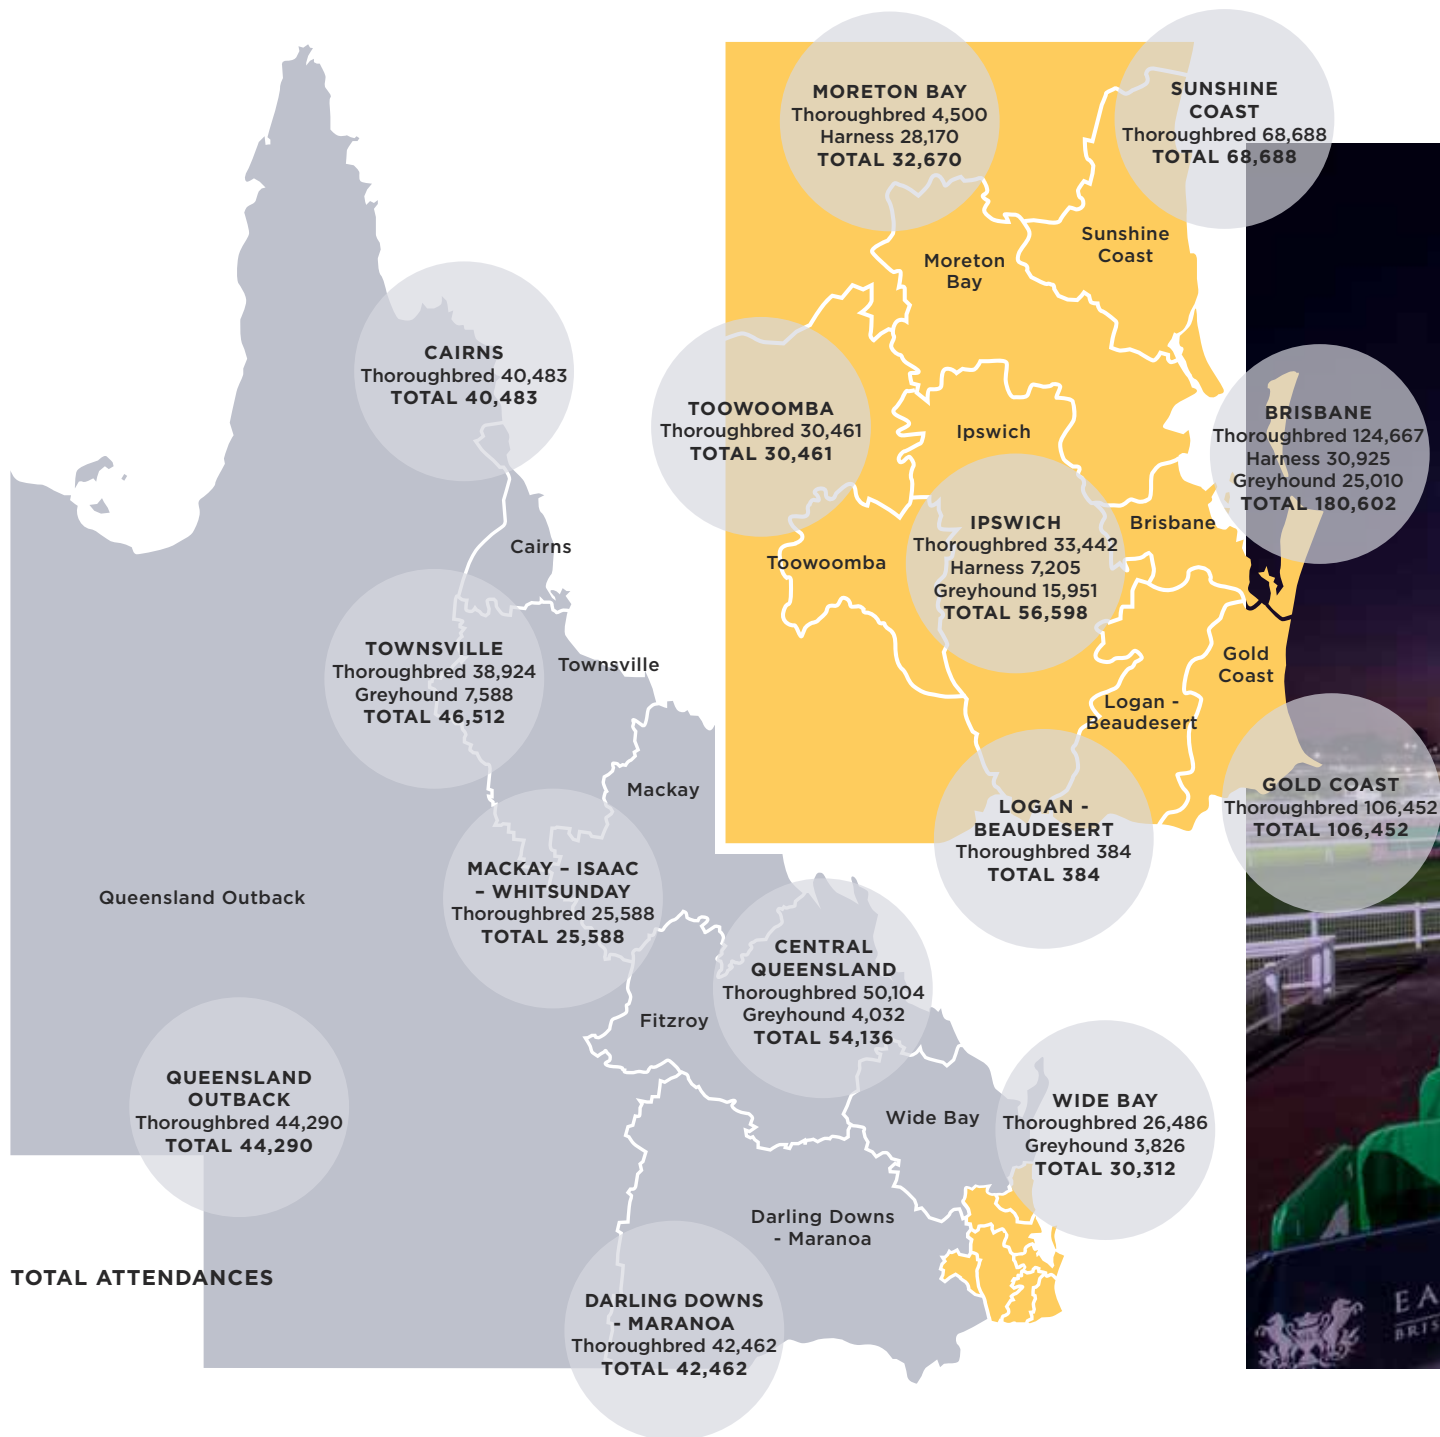 MORETON BAY
Thoroughbred 4,500
Harness 28,170
TOTAL 32,670
SUNSHINE
COAST
Thoroughbred 68,688
TOTAL 68,688
Sunshine
Coast
Moreton
Bay
CAIRNS
Thoroughbred 40,483
TOTAL 40,483
TOOWOOMBA
Thoroughbred 30,461
TOTAL 30,461
Ipswich
BRISBANE
Thoroughbred 124,667
Harness 30,925
Greyhound 25,010
TOTAL 180,602
IPSWICH
Thoroughbred 33,442
Harness 7,205
Greyhound 15,951
TOTAL 56,598
Brisbane
Cairns
Toowoomba
TOWNSVILLE
Thoroughbred 38,924
Greyhound 7,588
TOTAL 46,512
Townsville
Gold
Coast
Logan -
Beaudesert
Mackay
GOLD COAST
Thoroughbred 106,452
TOTAL 106,452
LOGAN -
BEAUDESERT
Thoroughbred 384
TOTAL 384
MACKAY – ISAAC
– WHITSUNDAY
Thoroughbred 25,588
TOTAL 25,588
Queensland Outback
CENTRAL
QUEENSLAND
Thoroughbred 50,104
Greyhound 4,032
TOTAL 54,136
Fitzroy
QUEENSLAND
OUTBACK
Thoroughbred 44,290
TOTAL 44,290
Wide Bay
WIDE BAY
Thoroughbred 26,486
Greyhound 3,826
TOTAL 30,312
Darling Downs
- Maranoa
TOTAL ATTENDANCES
DARLING DOWNS
- MARANOA
Thoroughbred 42,462
TOTAL 42,462
EA
BRIS